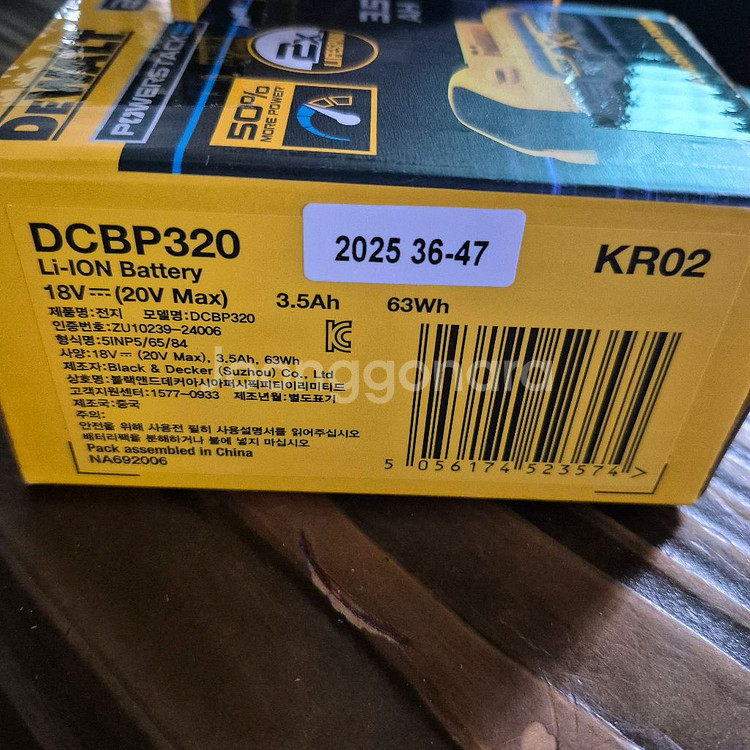 DEWALT
POWERSTACK
50%
MORE POWER
2X
LIFESPAN
35E
AH
DCBP320
Li-ION Battery
18V⎓(20V Max)
3.5Ah
63Wh
2025 36-47
KR02
제품명:전지 모델명:DCBP320
인증번호:ZU10239-24006
형식명:5INP5/65/84
사양:18V⎓ (20V Max), 3.5Ah, 63Wh
제조자:Black & Decker (Suzhou) Co., Ltd
상호명:블랙앤드데커아시아퍼시픽피티이리미티드
고객지원센터:1577-0933 제조년월:별도표기
제조국:중국
주의:
안전을 위해 사용전 필히 사용설명서를 읽어주십시오
배터리팩을 분해하거나 불에 넣지 마십시오
Pack assembled in China
NA692006
5 056174 523574 >
joonggonara